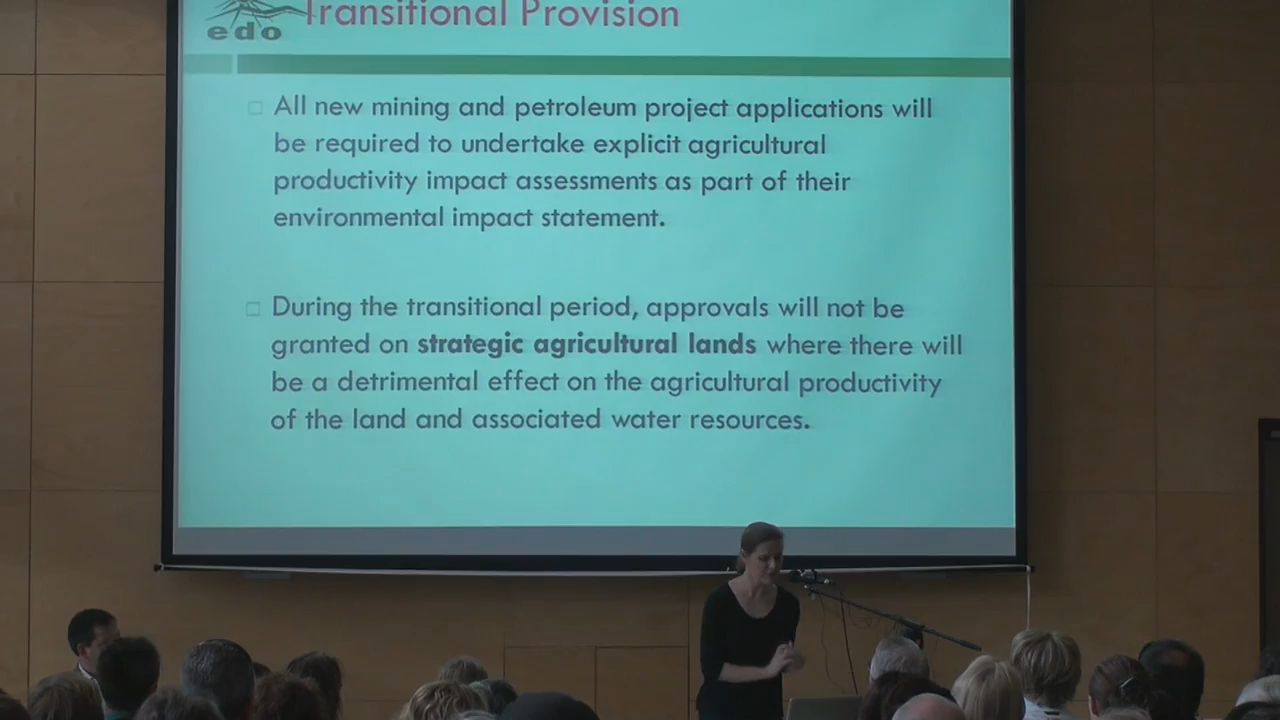 Transitional Provision
edo
All new mining and petroleum project applications will
be required to undertake explicit agricultural
productivity impact assessments as part of their
environmental impact statement.
During the transitional period, approvals will not be
granted on strategic agricultural lands where there will
be a detrimental effect on the agricultural productivity
of the land and associated water resources.